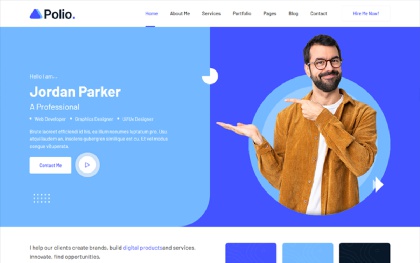 Polio.
Home About Me Services Portfolio Pages Blog Contact Hire Me Now!
Hello I am...
Jordan Parker
A Professional
Web Developer Graphics Designer UI/Ux Designer
Contact Me
I help our clients create brands, build digital products and services,
innovate, find opportunities.